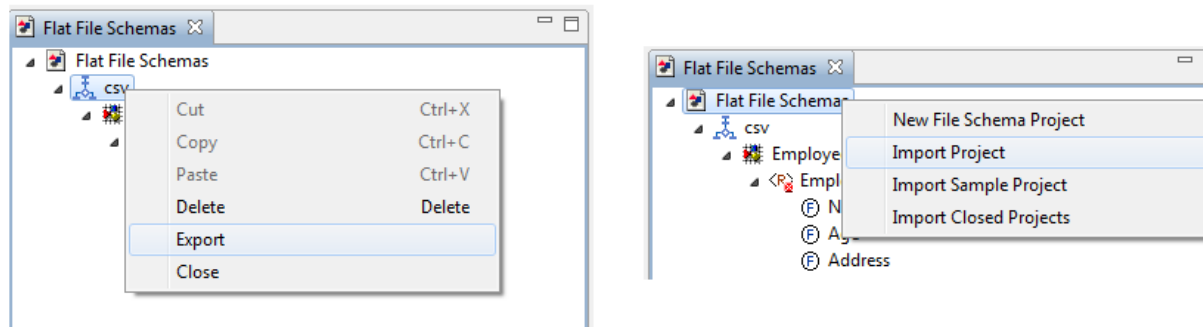 Flat File Schemas
Flat File Schemas
csv
Cut Ctrl+X
Copy Ctrl+C
Paste Ctrl+V
Delete Delete
Export
Close
Flat File Schemas
Flat File Schemas
csv
New File Schema Project
Import Project
Import Sample Project
Import Closed Projects
Address